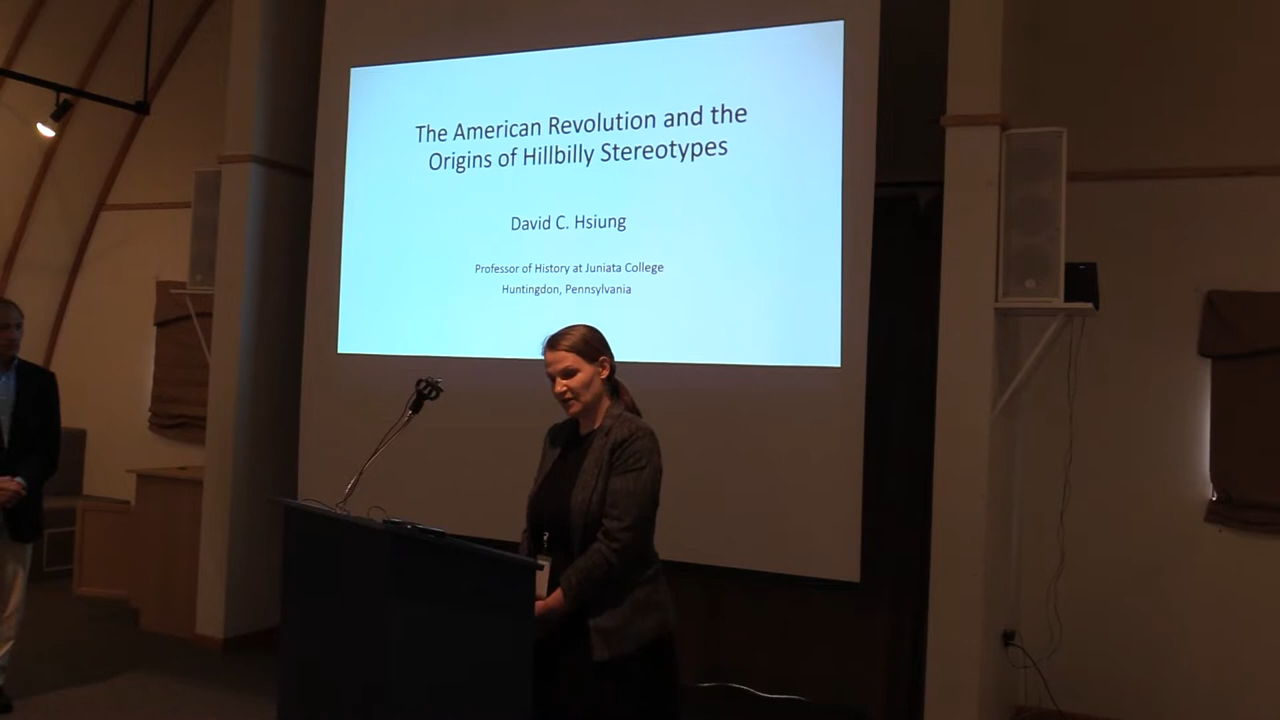 The American Revolution and the
Origins of Hillbilly Stereotypes
David C. Hsiung
Professor of History at Juniata College
Huntingdon, Pennsylvania